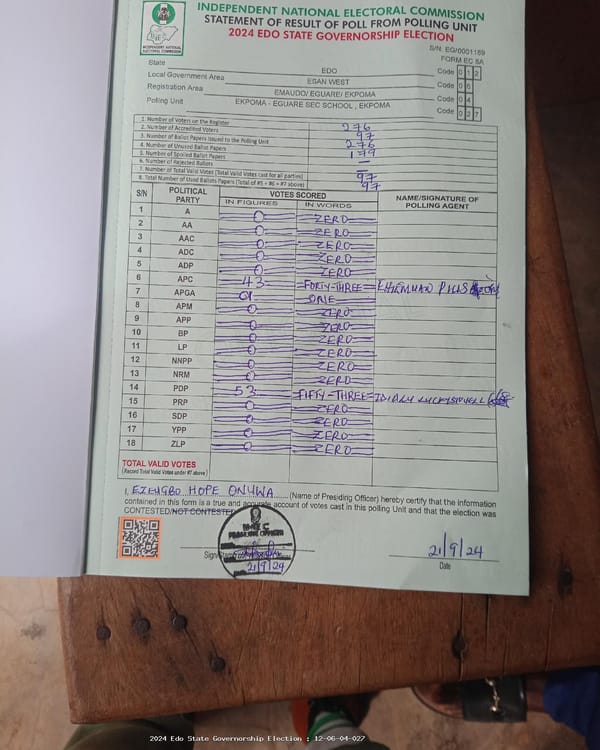 INDEPENDENT NATIONAL ELECTORAL COMMISSION
STATEMENT OF RESULT OF POLL FROM POLLING UNIT
2024 EDO STATE GOVERNORSHIP ELECTION
INEC
INDEPENDENT NATIONAL ELECTORAL COMMISSION
S/N: EG/0001189
FORM EC 8A
State EDO Code 0 1 2
Local Government Area ESAN WEST Code 0 6
Registration Area EMAUDO/ EGUARE/ EKPOMA Code 0 4
Polling Unit EKPOMA - EGUARE SEC SCHOOL , EKPOMA Code 0 2 7
1. Number of Voters on the Register 276
2. Number of Accredited Voters 97
3. Number of Ballot Papers Issued to the Polling Unit 276
4. Number of Unused Ballot Papers 179
5. Number of Spoiled Ballot Papers —
6. Number of Rejected Ballots —
7. Number of Total Valid Votes (Total Valid Votes cast for all parties) 97
8. Total Number of Used Ballots Papers (Total of #5 + #6 + #7 above) 97
S/N POLITICAL PARTY VOTES SCORED NAME/SIGNATURE OF POLLING AGENT
IN FIGURES IN WORDS
1 A 0 ZERO
2 AA 0 ZERO
3 AAC 0 ZERO
4 ADC 0 ZERO
5 ADP 0 ZERO
6 APC 43 FORTY-THREE
7 APGA 01 ONE
8 APM 0 ZERO
9 APP 0 ZERO
10 BP 0 ZERO
11 LP 0 ZERO
12 NNPP 0 ZERO
13 NRM 0 ZERO
14 PDP 53 FIFTY-THREE
15 PRP 0 ZERO
16 SDP 0 ZERO
17 YPP 0 ZERO
18 ZLP 0 ZERO
TOTAL VALID VOTES
(Record Total Valid Votes under #7 above)
I, EZEUGBO HOPE ONUWA (Name of Presiding Officer) hereby certify that the information
contained in this form is a true and accurate account of votes cast in this polling Unit and that the election was
CONTESTED/NOT CONTESTED
INEC
PRESIDING OFFICER
21/9/24
21/9/24
Date
2024 Edo State Governorship Election : 12-06-04-027